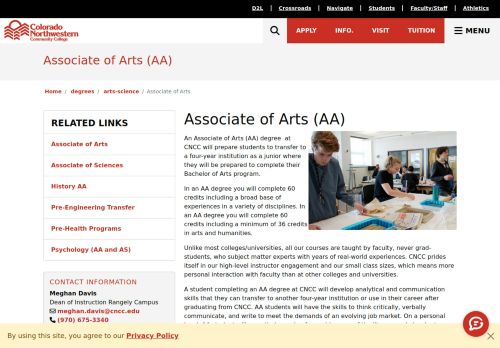 D2L | Crossroads | Navigate | Students | Faculty/Staff | Athletics
Colorado
Northwestern
Community College
APPLY INFO. VISIT TUITION MENU
Associate of Arts (AA)
Home / degrees / arts-science / Associate of Arts
RELATED LINKS
Associate of Arts
Associate of Sciences
History AA
Pre-Engineering Transfer
Pre-Health Programs
Psychology (AA and AS)
CONTACT INFORMATION
Meghan Davis
Dean of Instruction Rangely Campus
meghan.davis@cncc.edu
(970) 675-3340
Associate of Arts (AA)
An Associate of Arts (AA) degree at
CNCC will prepare students to transfer to
a four-year institution as a junior where
they will be prepared to complete their
Bachelor of Arts program.
In an AA degree you will complete 60
credits including a broad base of
experiences in a variety of disciplines. In
an AA degree you will complete 60
credits including a minimum of 36 credits
in arts and humanities.
Unlike most colleges/universities, all our courses are taught by faculty, never grad-
students, who subject matter experts with years of real-world experiences. CNCC prides
itself in our high-level instructor engagement and our small class sizes, which means more
personal interaction with faculty than at other colleges and universities.
A student completing an AA degree at CNCC will develop analytical and communication
skills that they can transfer to another four-year institution or use in their career after
graduating from CNCC. AA students will have the skills to think critically, verbally
communicate, and write to meet the demands of an evolving job market. On a personal
By using this site, you agree to our Privacy Policy